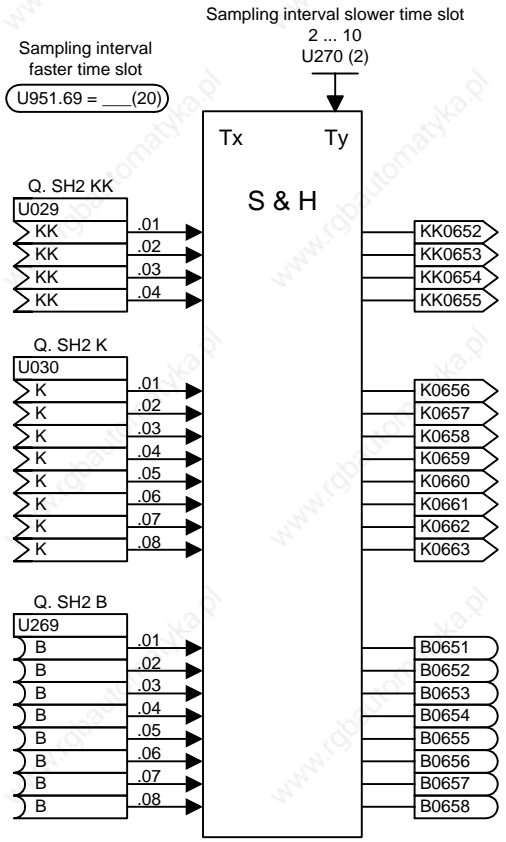 Sampling interval slower time slot
2 ... 10
U270 (2)
Sampling interval
faster time slot
U951.69 = ___(20)
Tx Ty
S & H
Q. SH2 KK
U029
KK .01 KK0652
KK .02 KK0653
KK .03 KK0654
KK .04 KK0655
Q. SH2 K
U030
K .01 K0656
K .02 K0657
K .03 K0658
K .04 K0659
K .05 K0660
K .06 K0661
K .07 K0662
K .08 K0663
Q. SH2 B
U269
B .01 B0651
B .02 B0652
B .03 B0653
B .04 B0654
B .05 B0655
B .06 B0656
B .07 B0657
B .08 B0658
www.rgbautomatyka.pl